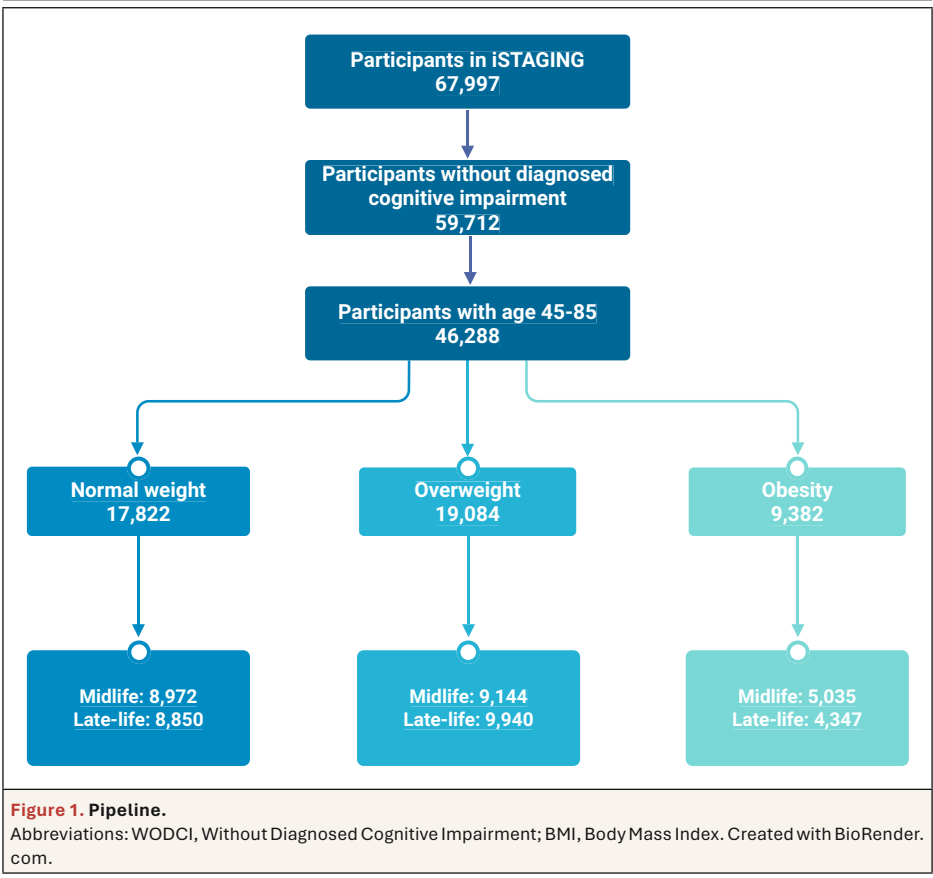 Participants in iSTAGING
67,997
Participants without diagnosed
cognitive impairment
59,712
Participants with age 45-85
46,288
Normal weight
17,822
Overweight
19,084
Obesity
9,382
Midlife: 8,972
Late-life: 8,850
Midlife: 9,144
Late-life: 9,940
Midlife: 5,035
Late-life: 4,347
Figure 1. Pipeline.
Abbreviations: WODCI, Without Diagnosed Cognitive Impairment; BMI, Body Mass Index. Created with BioRender.
com.